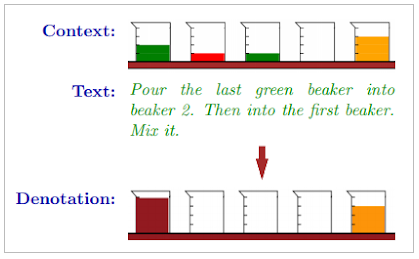 Context:
Text: Pour the last green beaker into
beaker 2. Then into the first beaker.
Mix it.
Denotation: